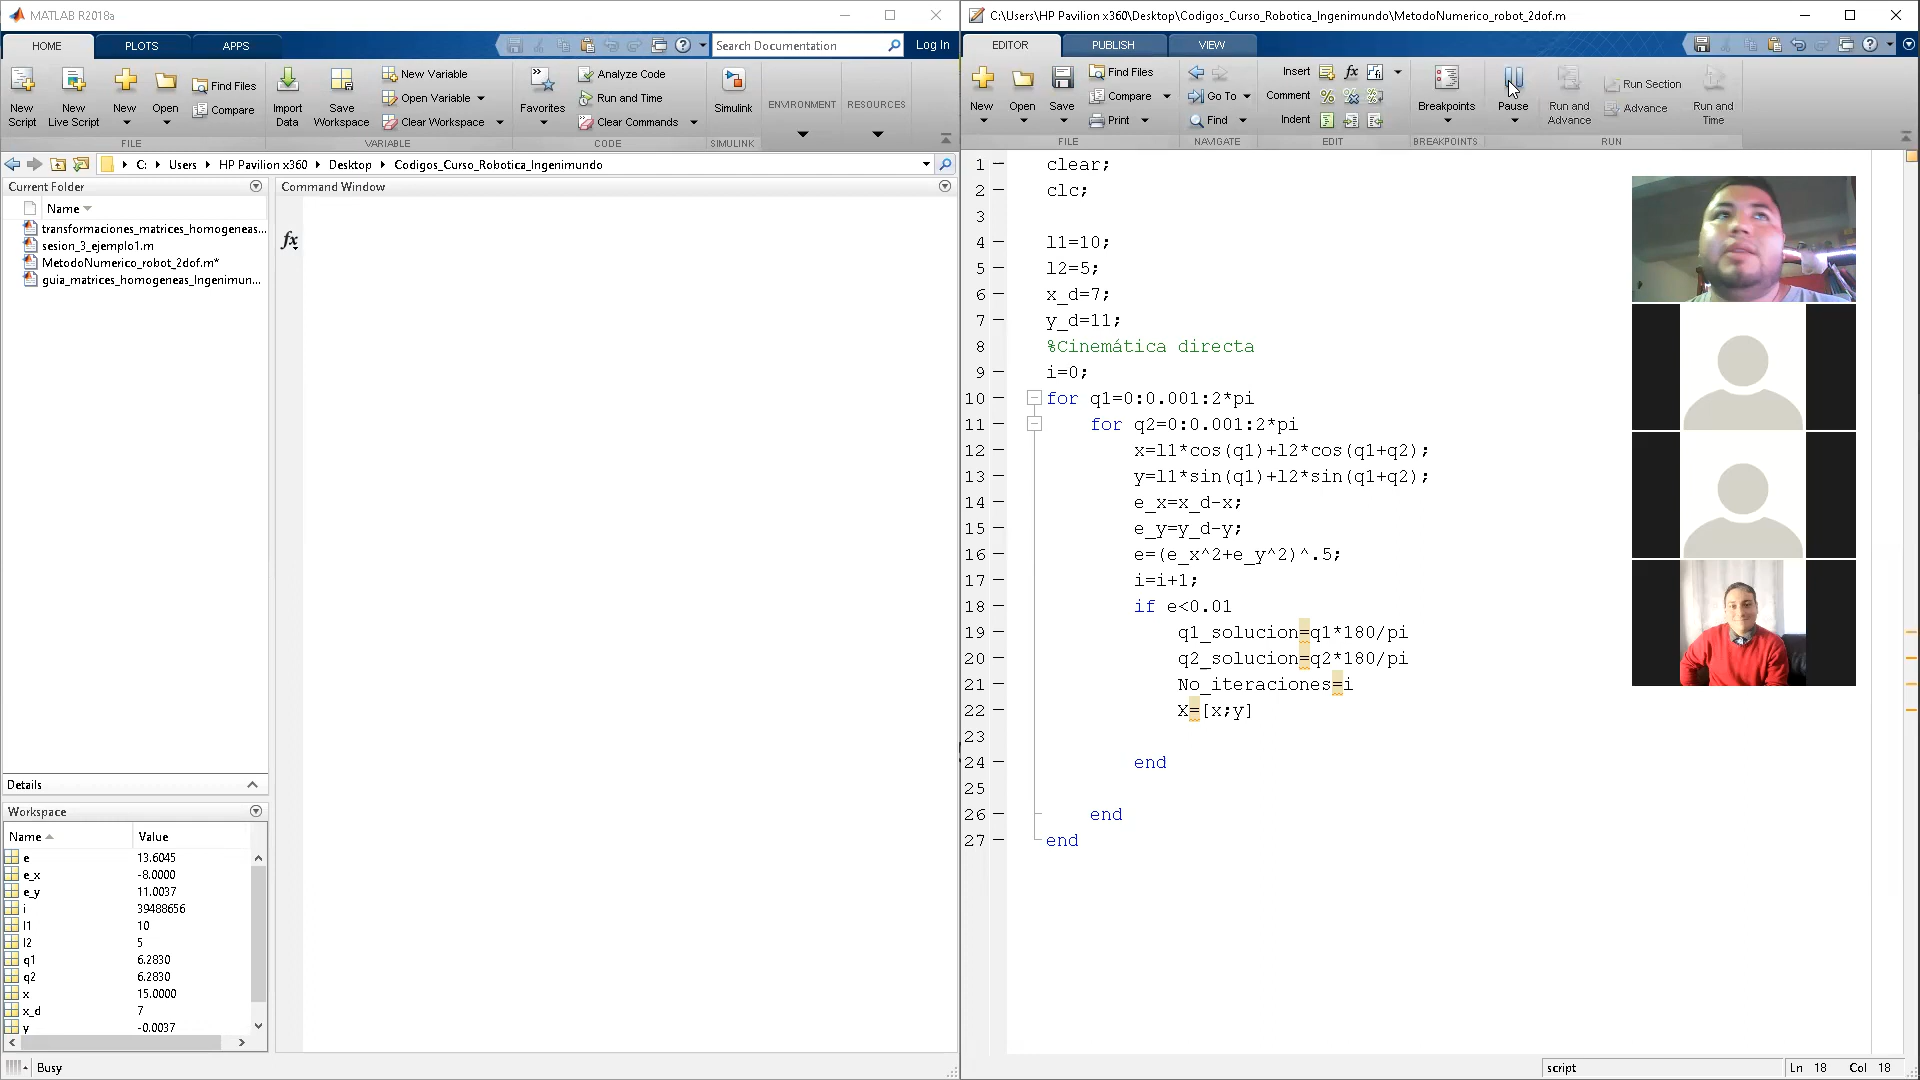 MATLAB R2018a
HOME
PLOTS
APPS
Search Documentation
Log In
New Script
New Live Script
New
Open
Find Files
Compare
FILE
Import Data
Save Workspace
New Variable
Open Variable
Clear Workspace
VARIABLE
Favorites
Analyze Code
Run and Time
Clear Commands
CODE
Simulink
SIMULINK
ENVIRONMENT
RESOURCES
C: Users HP Pavilion x360 Desktop Codigos_Curso_Robotica_Ingenimundo
Current Folder
Name
transformaciones_matrices_homogeneas...
sesion_3_ejemplo1.m
MetodoNumerico_robot_2dof.m*
guia_matrices_homogeneas_Ingenimun...
Details
Workspace
Name Value
e 13.6045
e_x -8.0000
e_y 11.0037
i 39488656
l1 10
l2 5
q1 6.2830
q2 6.2830
x 15.0000
x_d 7
y -0.0037
Busy
Command Window
fx
C:\Users\HP Pavilion x360\Desktop\Codigos_Curso_Robotica_Ingenimundo\MetodoNumerico_robot_2dof.m
EDITOR
PUBLISH
VIEW
New
Open
Save
Find Files
Compare
Print
FILE
Go To
Find
NAVIGATE
Insert
fx
Comment
Indent
EDIT
Breakpoints
BREAKPOINTS
Pause
Run and Advance
Run Section
Advance
Run and Time
RUN
1 clear;
2 clc;
3
4 l1=10;
5 l2=5;
6 x_d=7;
7 y_d=11;
8 %Cinemática directa
9 i=0;
10 for q1=0:0.001:2*pi
11 for q2=0:0.001:2*pi
12 x=l1*cos(q1)+l2*cos(q1+q2);
13 y=l1*sin(q1)+l2*sin(q1+q2);
14 e_x=x_d-x;
15 e_y=y_d-y;
16 e=(e_x^2+e_y^2)^.5;
17 i=i+1;
18 if e<0.01
19 q1_solucion=q1*180/pi
20 q2_solucion=q2*180/pi
21 No_iteraciones=i
22 X=[x;y]
23
24 end
25
26 end
27 end
script
Ln 18 Col 18